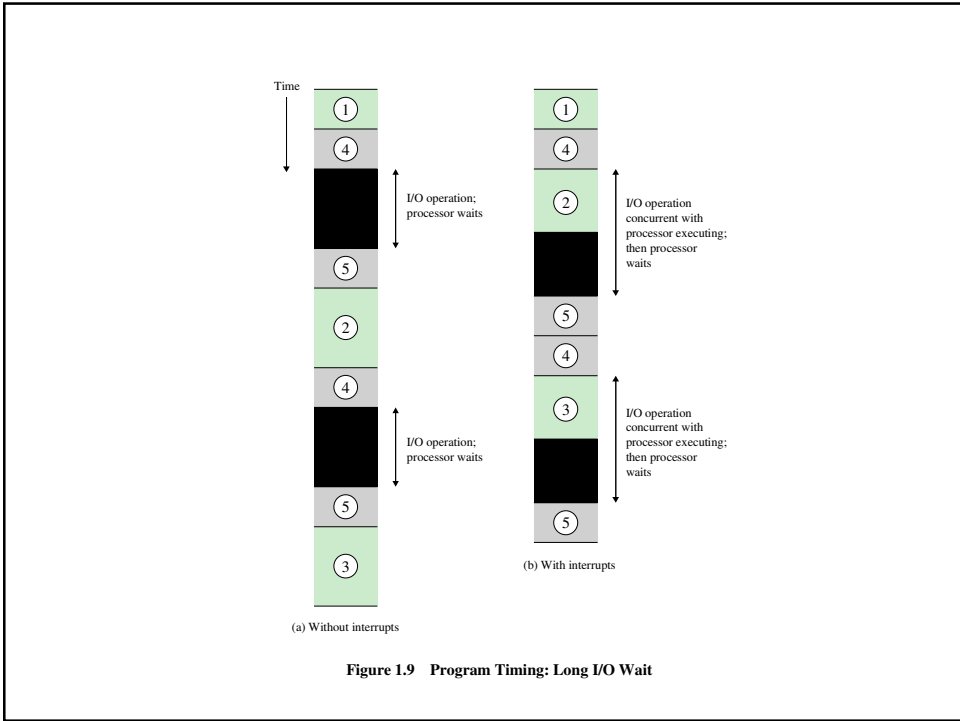 Time
1
4
I/O operation;
processor waits
5
2
4
I/O operation;
processor waits
5
3
(a) Without interrupts
1
4
2
I/O operation
concurrent with
processor executing;
then processor
waits
5
4
3
I/O operation
concurrent with
processor executing;
then processor
waits
5
(b) With interrupts
Figure 1.9 Program Timing: Long I/O Wait